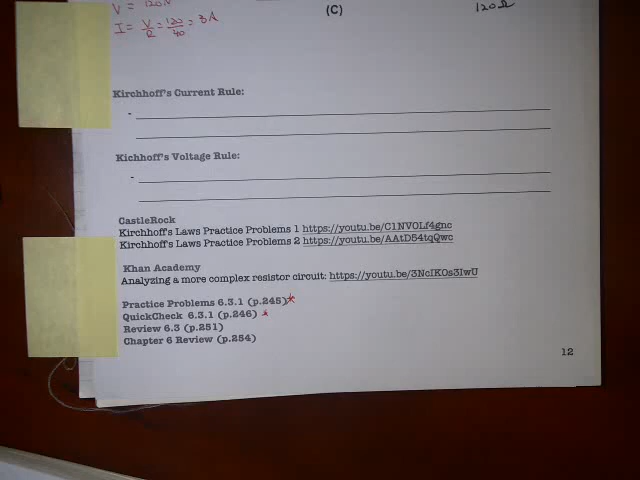 V = 120V
(C)
120Ω
I = V/R = 120/40 = 3A
Kirchhoff's Current Rule:
-
Kichhoff's Voltage Rule:
-
CastleRock
Kirchhoff's Laws Practice Problems 1 https://youtu.be/C1NVOLf4gnc
Kirchhoff's Laws Practice Problems 2 https://youtu.be/AAtD54tqQwc
Khan Academy
Analyzing a more complex resistor circuit: https://youtu.be/3NcIKOs3IwU
Practice Problems 6.3.1 (p.245)*
QuickCheck 6.3.1 (p.246) *
Review 6.3 (p.251)
Chapter 6 Review (p.254)
12